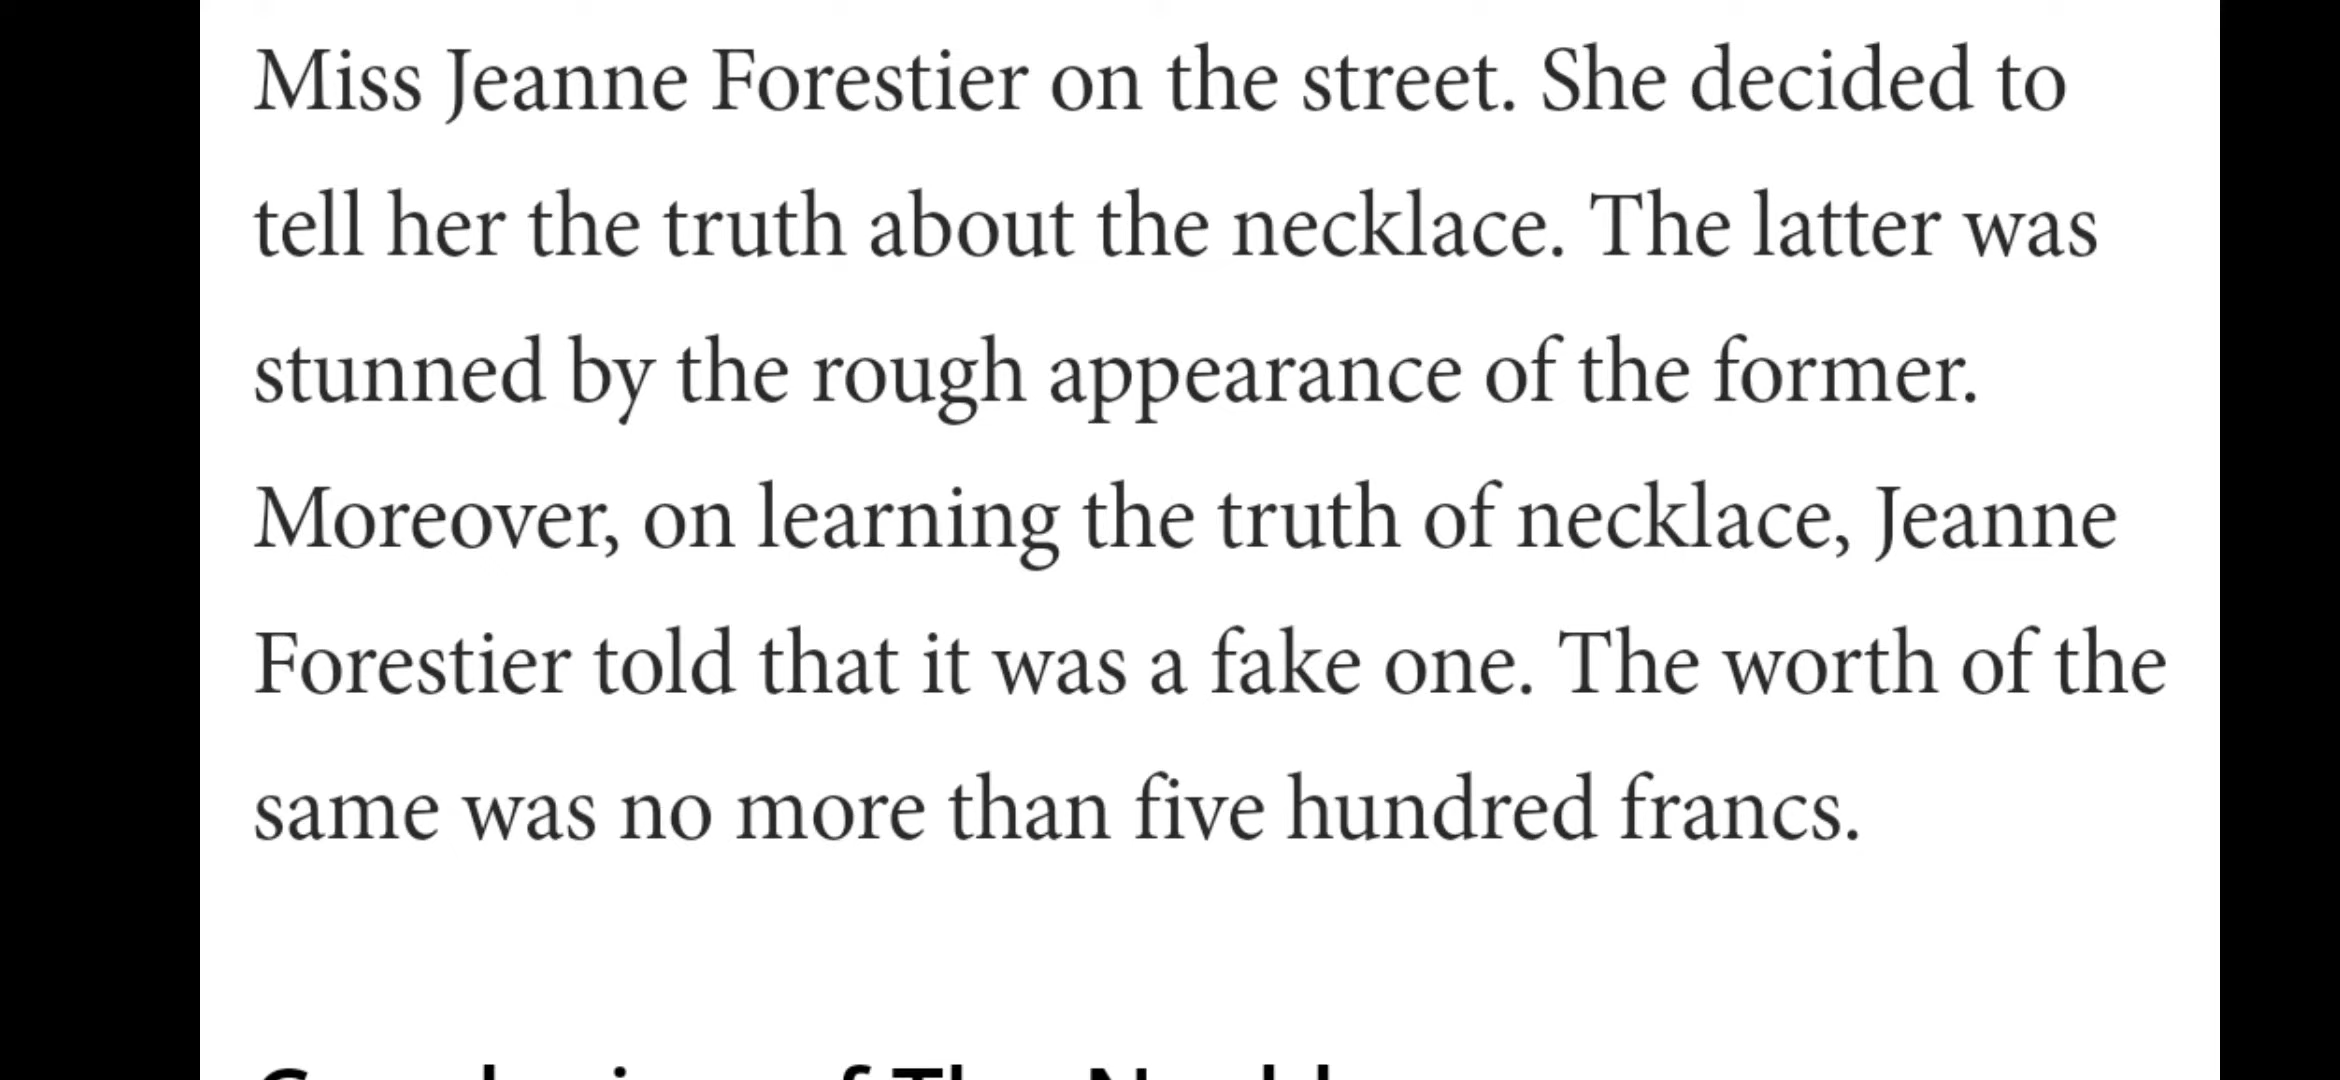 Miss Jeanne Forestier on the street. She decided to
tell her the truth about the necklace. The latter was
stunned by the rough appearance of the former.
Moreover, on learning the truth of necklace, Jeanne
Forestier told that it was a fake one. The worth of the
same was no more than five hundred francs.